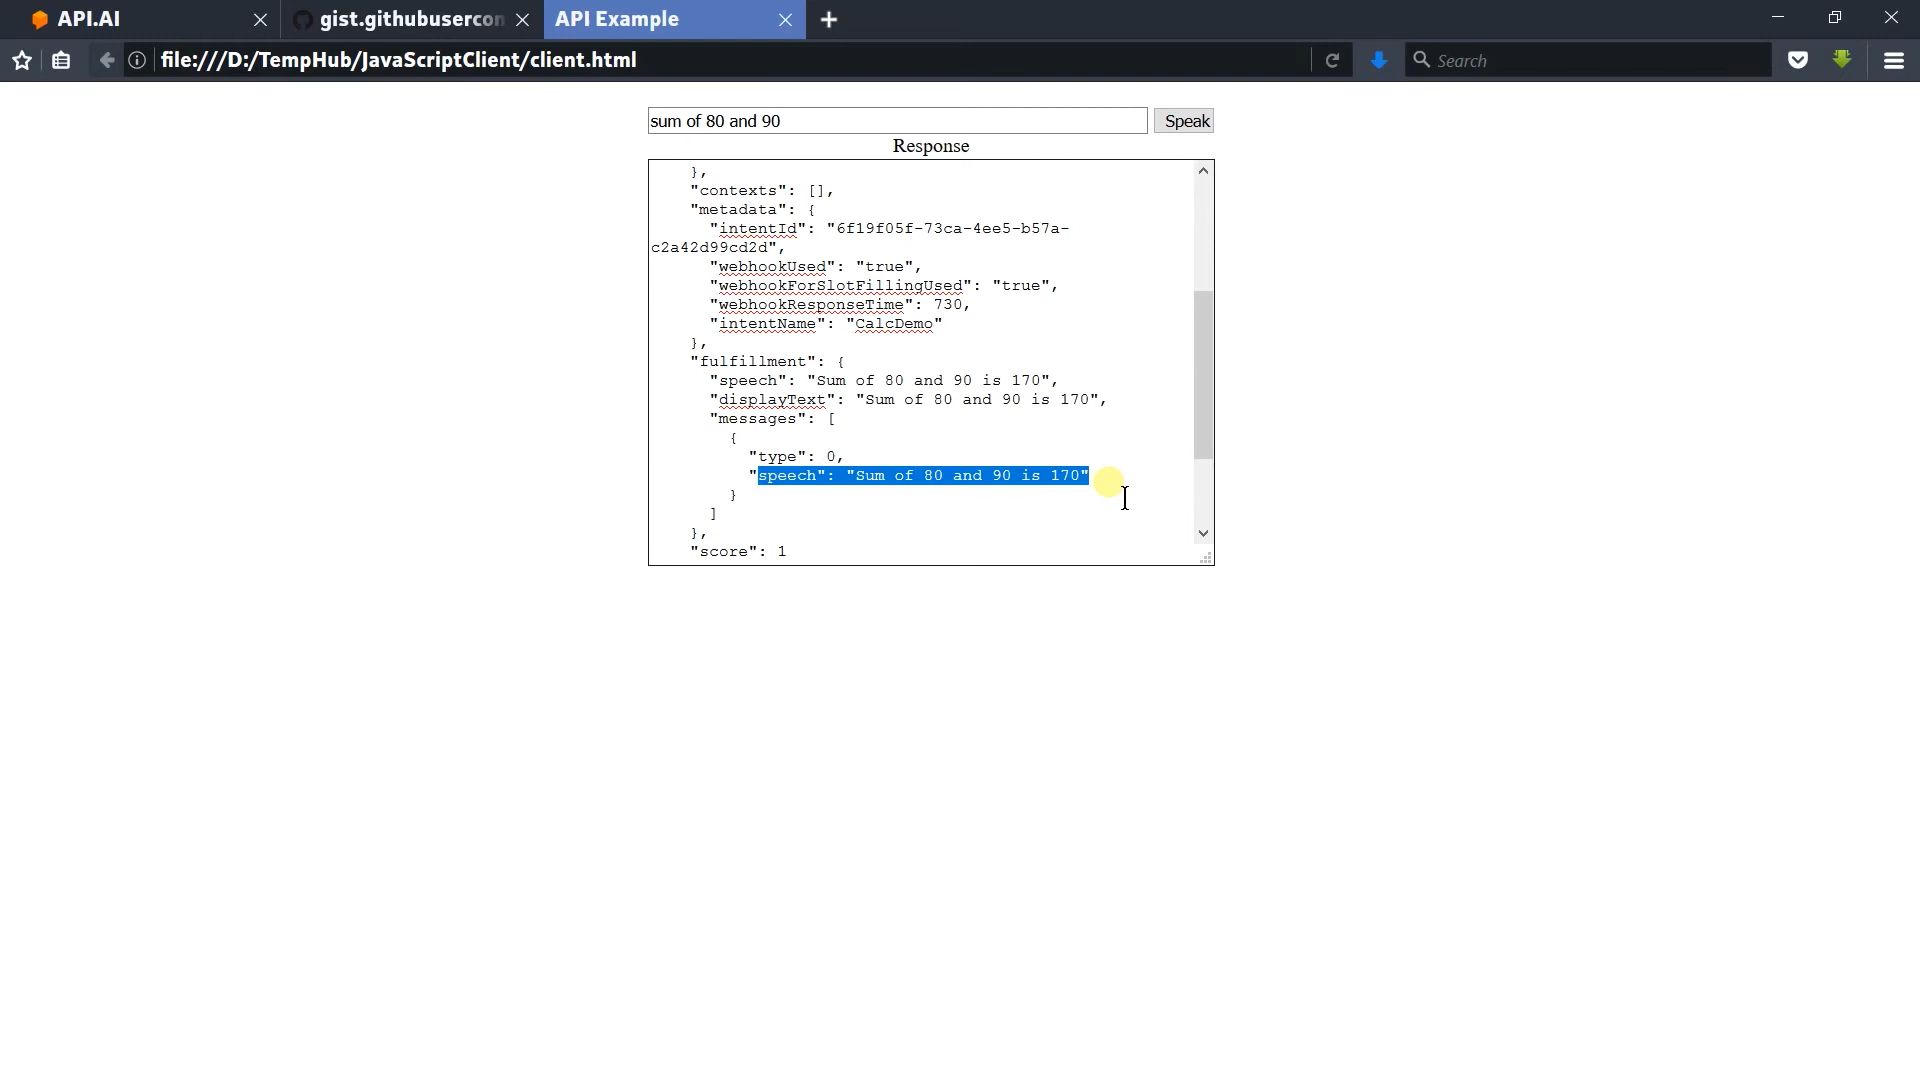 API.AI
gist.githubusercon
API Example
file:///D:/TempHub/JavaScriptClient/client.html
Search
sum of 80 and 90
Speak
Response
},
"contexts": [],
"metadata": {
"intentId": "6f19f05f-73ca-4ee5-b57a-
c2a42d99cd2d",
"webhookUsed": "true",
"webhookForSlotFillingUsed": "true",
"webhookResponseTime": 730,
"intentName": "CalcDemo"
},
"fulfillment": {
"speech": "Sum of 80 and 90 is 170",
"displayText": "Sum of 80 and 90 is 170",
"messages": [
{
"type": 0,
"speech": "Sum of 80 and 90 is 170"
}
]
},
"score": 1